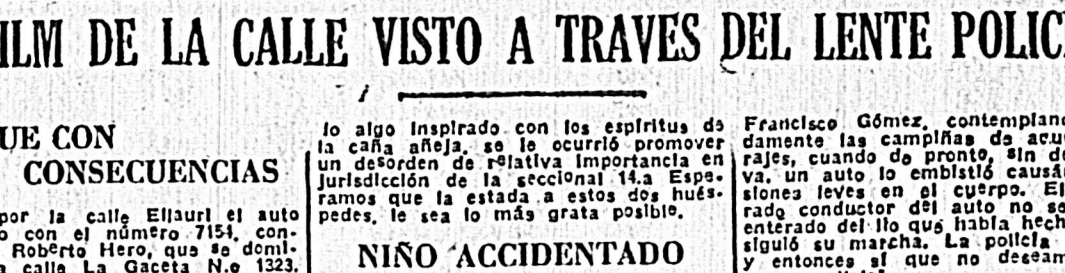 ILM DE LA CALLE VISTO A TRAVES DEL LENTE POLIC
UE CON
CONSECUENCIAS
por la calle Ellauri el auto
o con el número 7154, con-
Roberto Hero, que se domi-
a calle La Gaceta N.o 1323.
lo algo inspirado con los espíritus de
la caña añeja, se le ocurrió promover
un desorden de relativa importancia en
jurisdicción de la seccional 14.a Espe-
ramos que la estada a estos dos hués-
pedes, le sea lo más grata posible.
NIÑO ACCIDENTADO
Francisco Gómez, contemplan
damente las campiñas de acu
rajes, cuando de pronto, sin de
va, un auto lo embistió causán
siones leves en el cuerpo. El
rado conductor del auto no se
enterado del lío que había hech
siguió su marcha. La policía
y entonces sí que no deseam